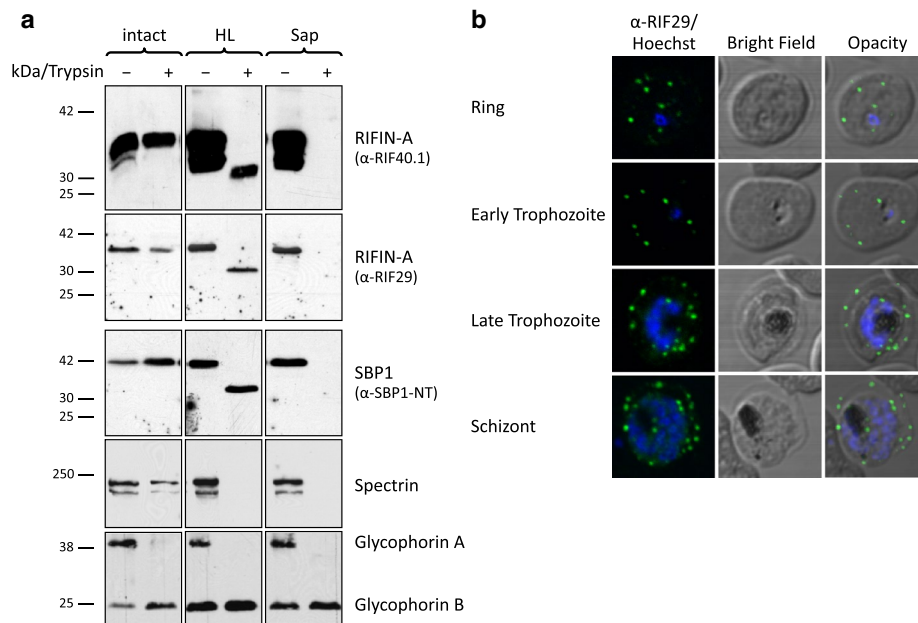 a
intact HL Sap
kDa/Trypsin – + – + – +
42
30
25
RIFIN-A
(α-RIF40.1)
42
30
25
RIFIN-A
(α-RIF29)
42
30
25
SBP1
(α-SBP1-NT)
250
Spectrin
38
Glycophorin A
25
Glycophorin B
b
α-RIF29/
Hoechst
Bright Field
Opacity
Ring
Early Trophozoite
Late Trophozoite
Schizont